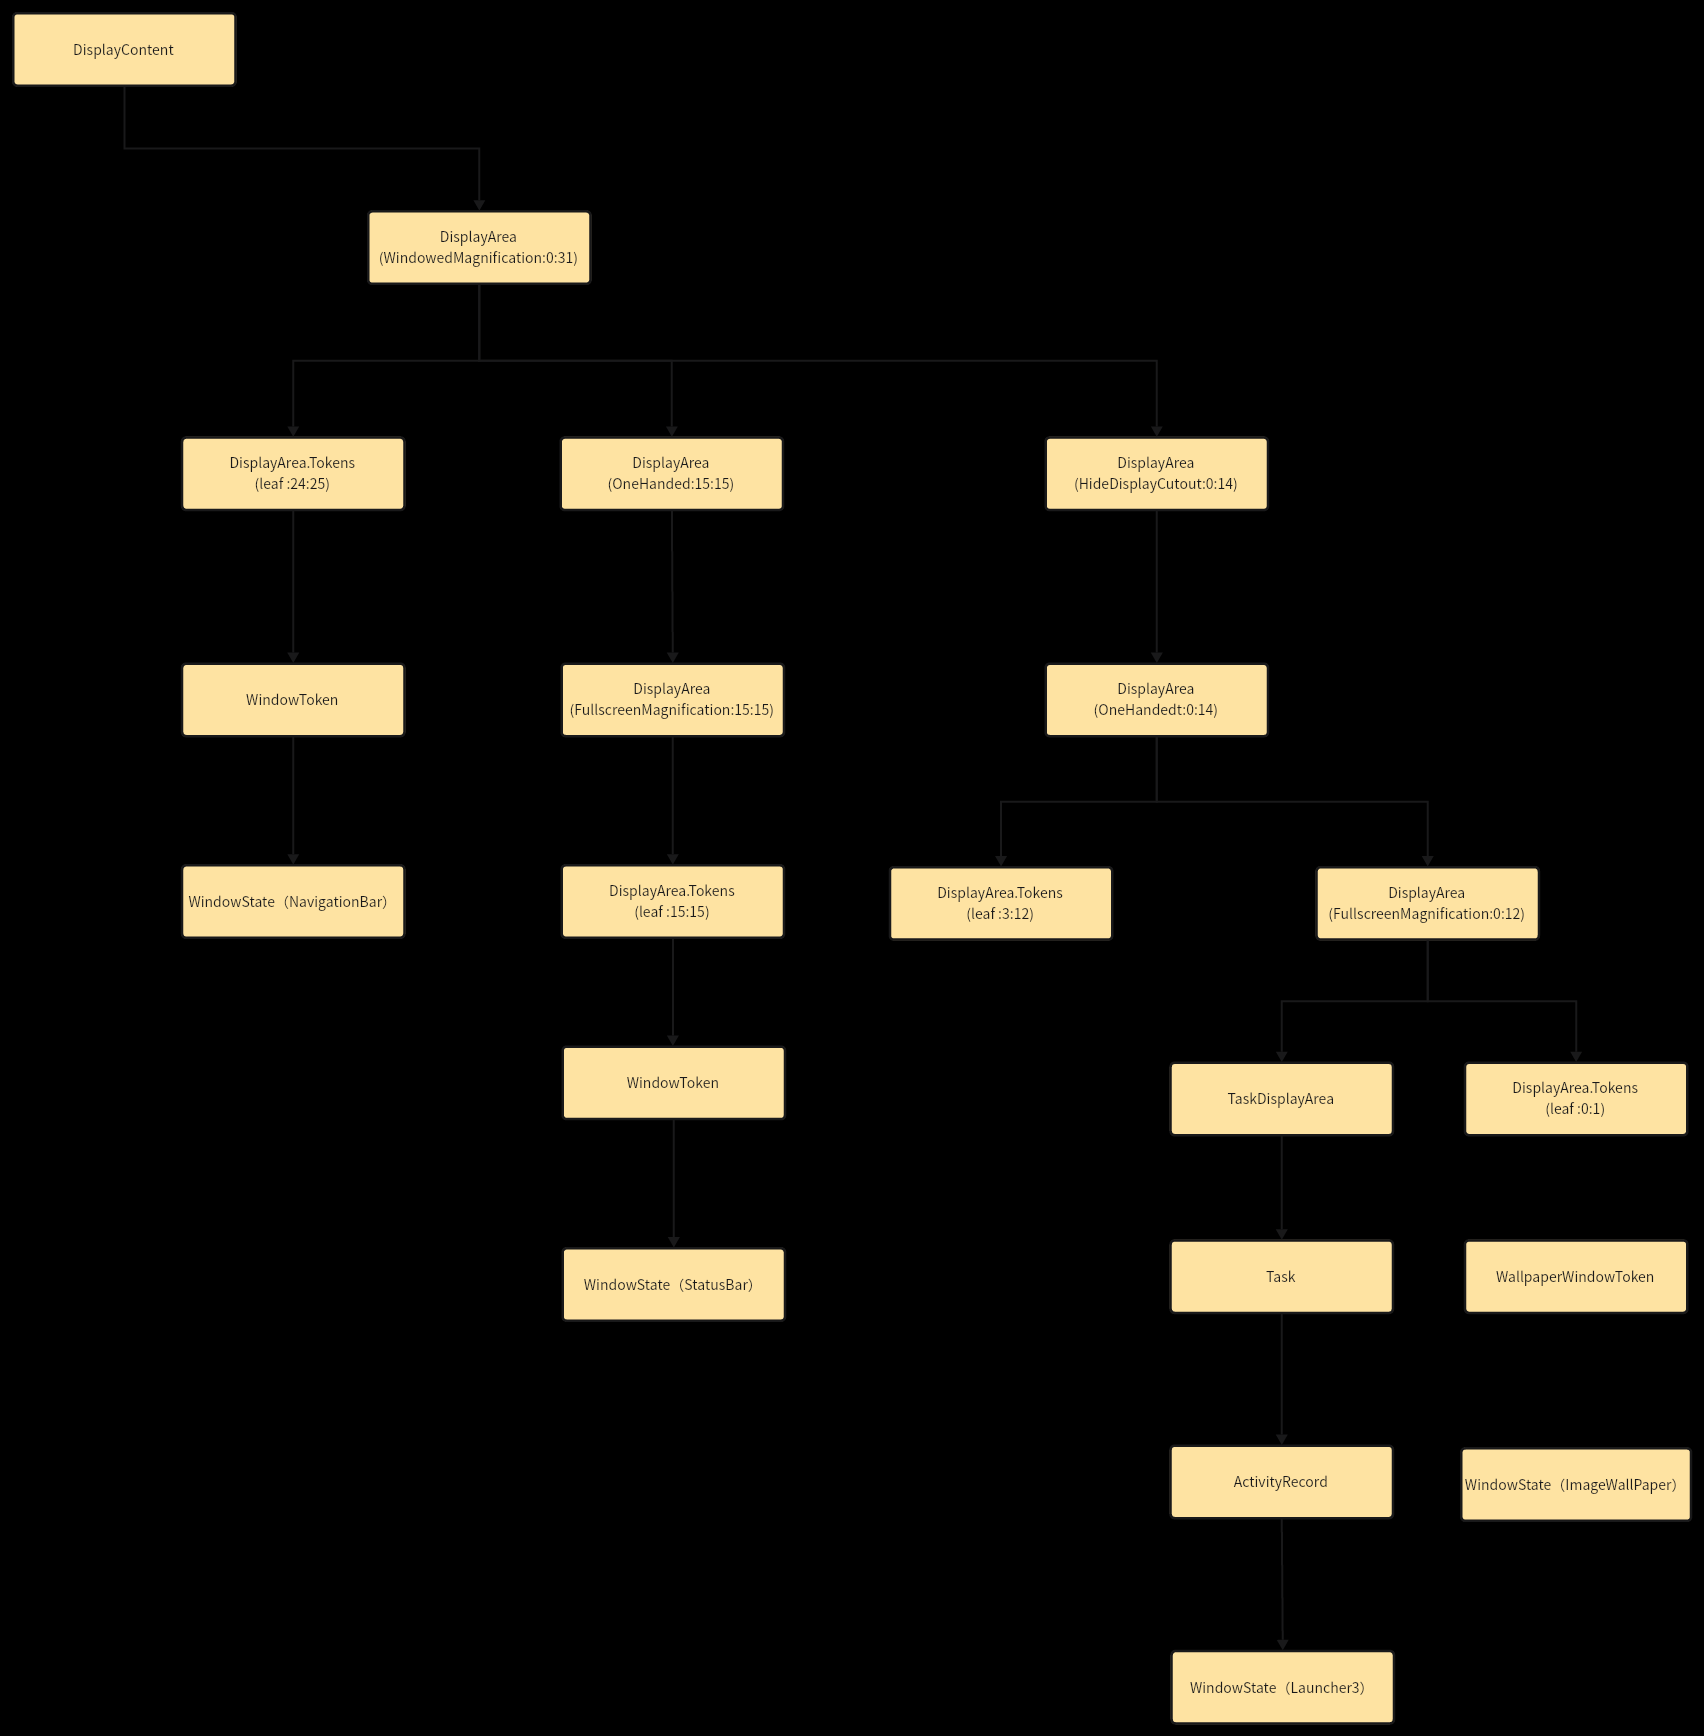 DisplayContent
DisplayArea
(WindowedMagnification:0:31)
DisplayArea.Tokens
(leaf :24:25)
DisplayArea
(OneHanded:15:15)
DisplayArea
(HideDisplayCutout:0:14)
WindowToken
DisplayArea
(FullscreenMagnification:15:15)
DisplayArea
(OneHandedt:0:14)
WindowState（NavigationBar）
DisplayArea.Tokens
(leaf :15:15)
DisplayArea.Tokens
(leaf :3:12)
DisplayArea
(FullscreenMagnification:0:12)
WindowToken
TaskDisplayArea
DisplayArea.Tokens
(leaf :0:1)
WindowState（StatusBar）
Task
WallpaperWindowToken
ActivityRecord
WindowState（ImageWallPaper）
WindowState（Launcher3）